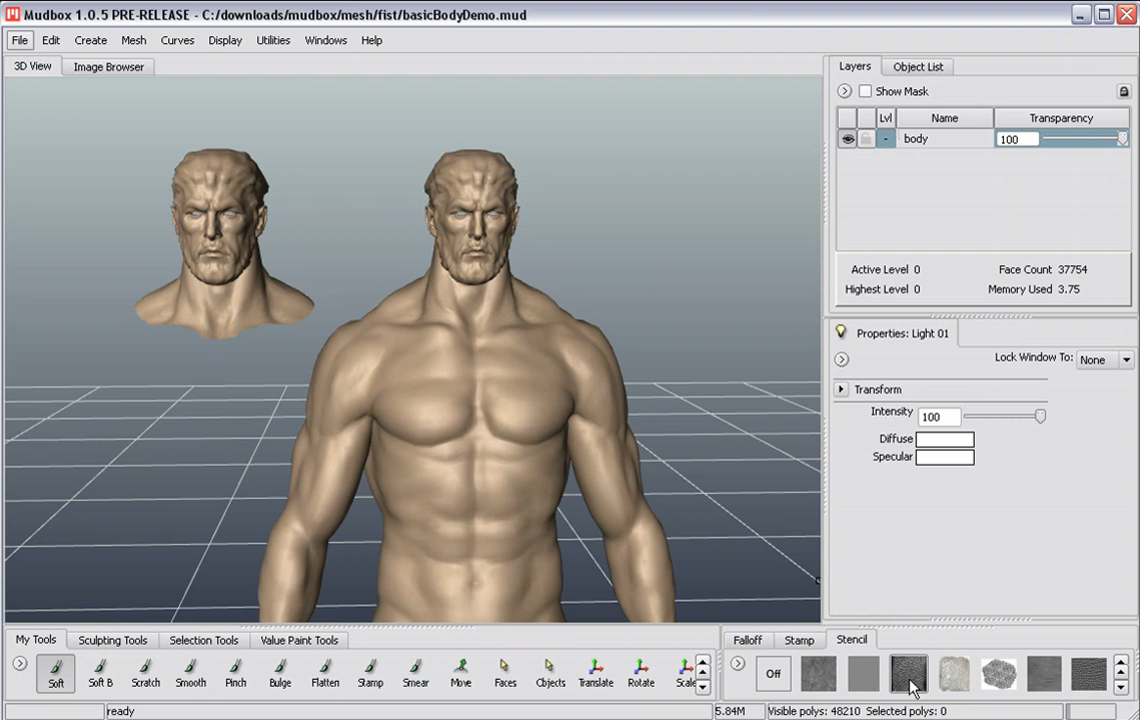 Mudbox 1.0.5 PRE-RELEASE - C:/downloads/mudbox/mesh/fist/basicBodyDemo.mud
File Edit Create Mesh Curves Display Utilities Windows Help
3D View Image Browser
Layers Object List
Show Mask
Lvl Name Transparency
- body 100
Active Level 0 Face Count 37754
Highest Level 0 Memory Used 3.75
Properties: Light 01
Lock Window To: None
Transform
Intensity 100
Diffuse
Specular
My Tools Sculpting Tools Selection Tools Value Paint Tools
Falloff Stamp Stencil
Soft Soft B Scratch Smooth Pinch Bulge Flatten Stamp Smear Move Faces Objects Translate Rotate Scale
Off
ready
5.84M Visible polys: 48210 Selected polys: 0